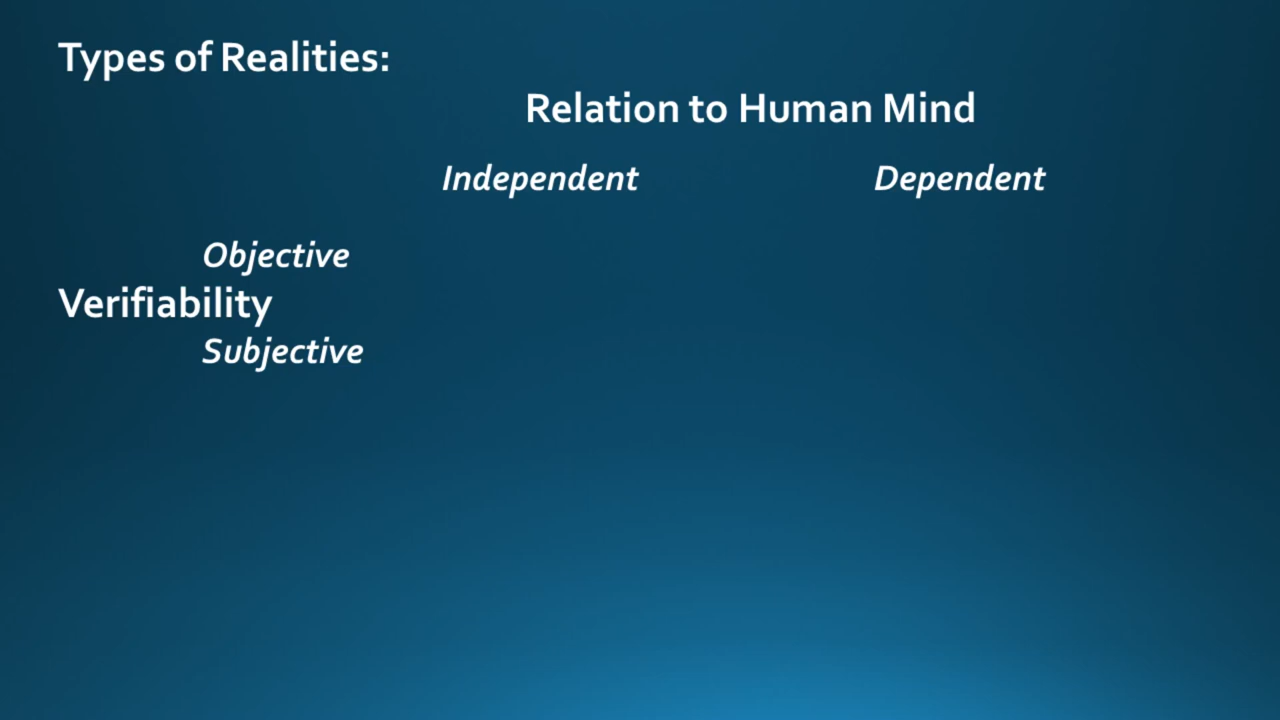 Types of Realities:
Relation to Human Mind
Independent Dependent
Objective
Verifiability
Subjective